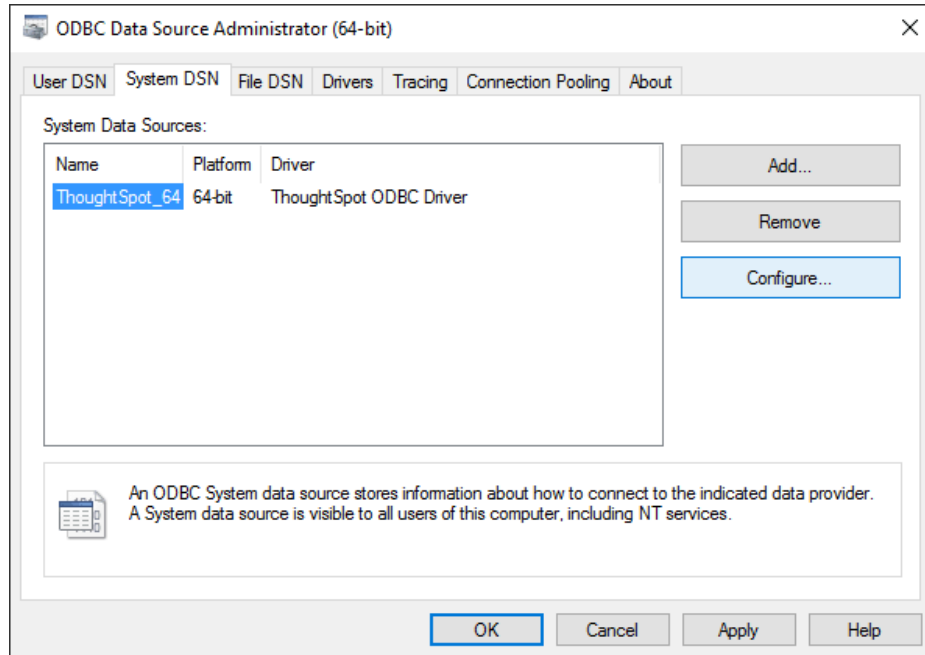 ODBC Data Source Administrator (64-bit)
User DSN System DSN File DSN Drivers Tracing Connection Pooling About
System Data Sources:
Name Platform Driver
ThoughtSpot_64 64-bit ThoughtSpot ODBC Driver
Add...
Remove
Configure...
An ODBC System data source stores information about how to connect to the indicated data provider.
A System data source is visible to all users of this computer, including NT services.
OK Cancel Apply Help